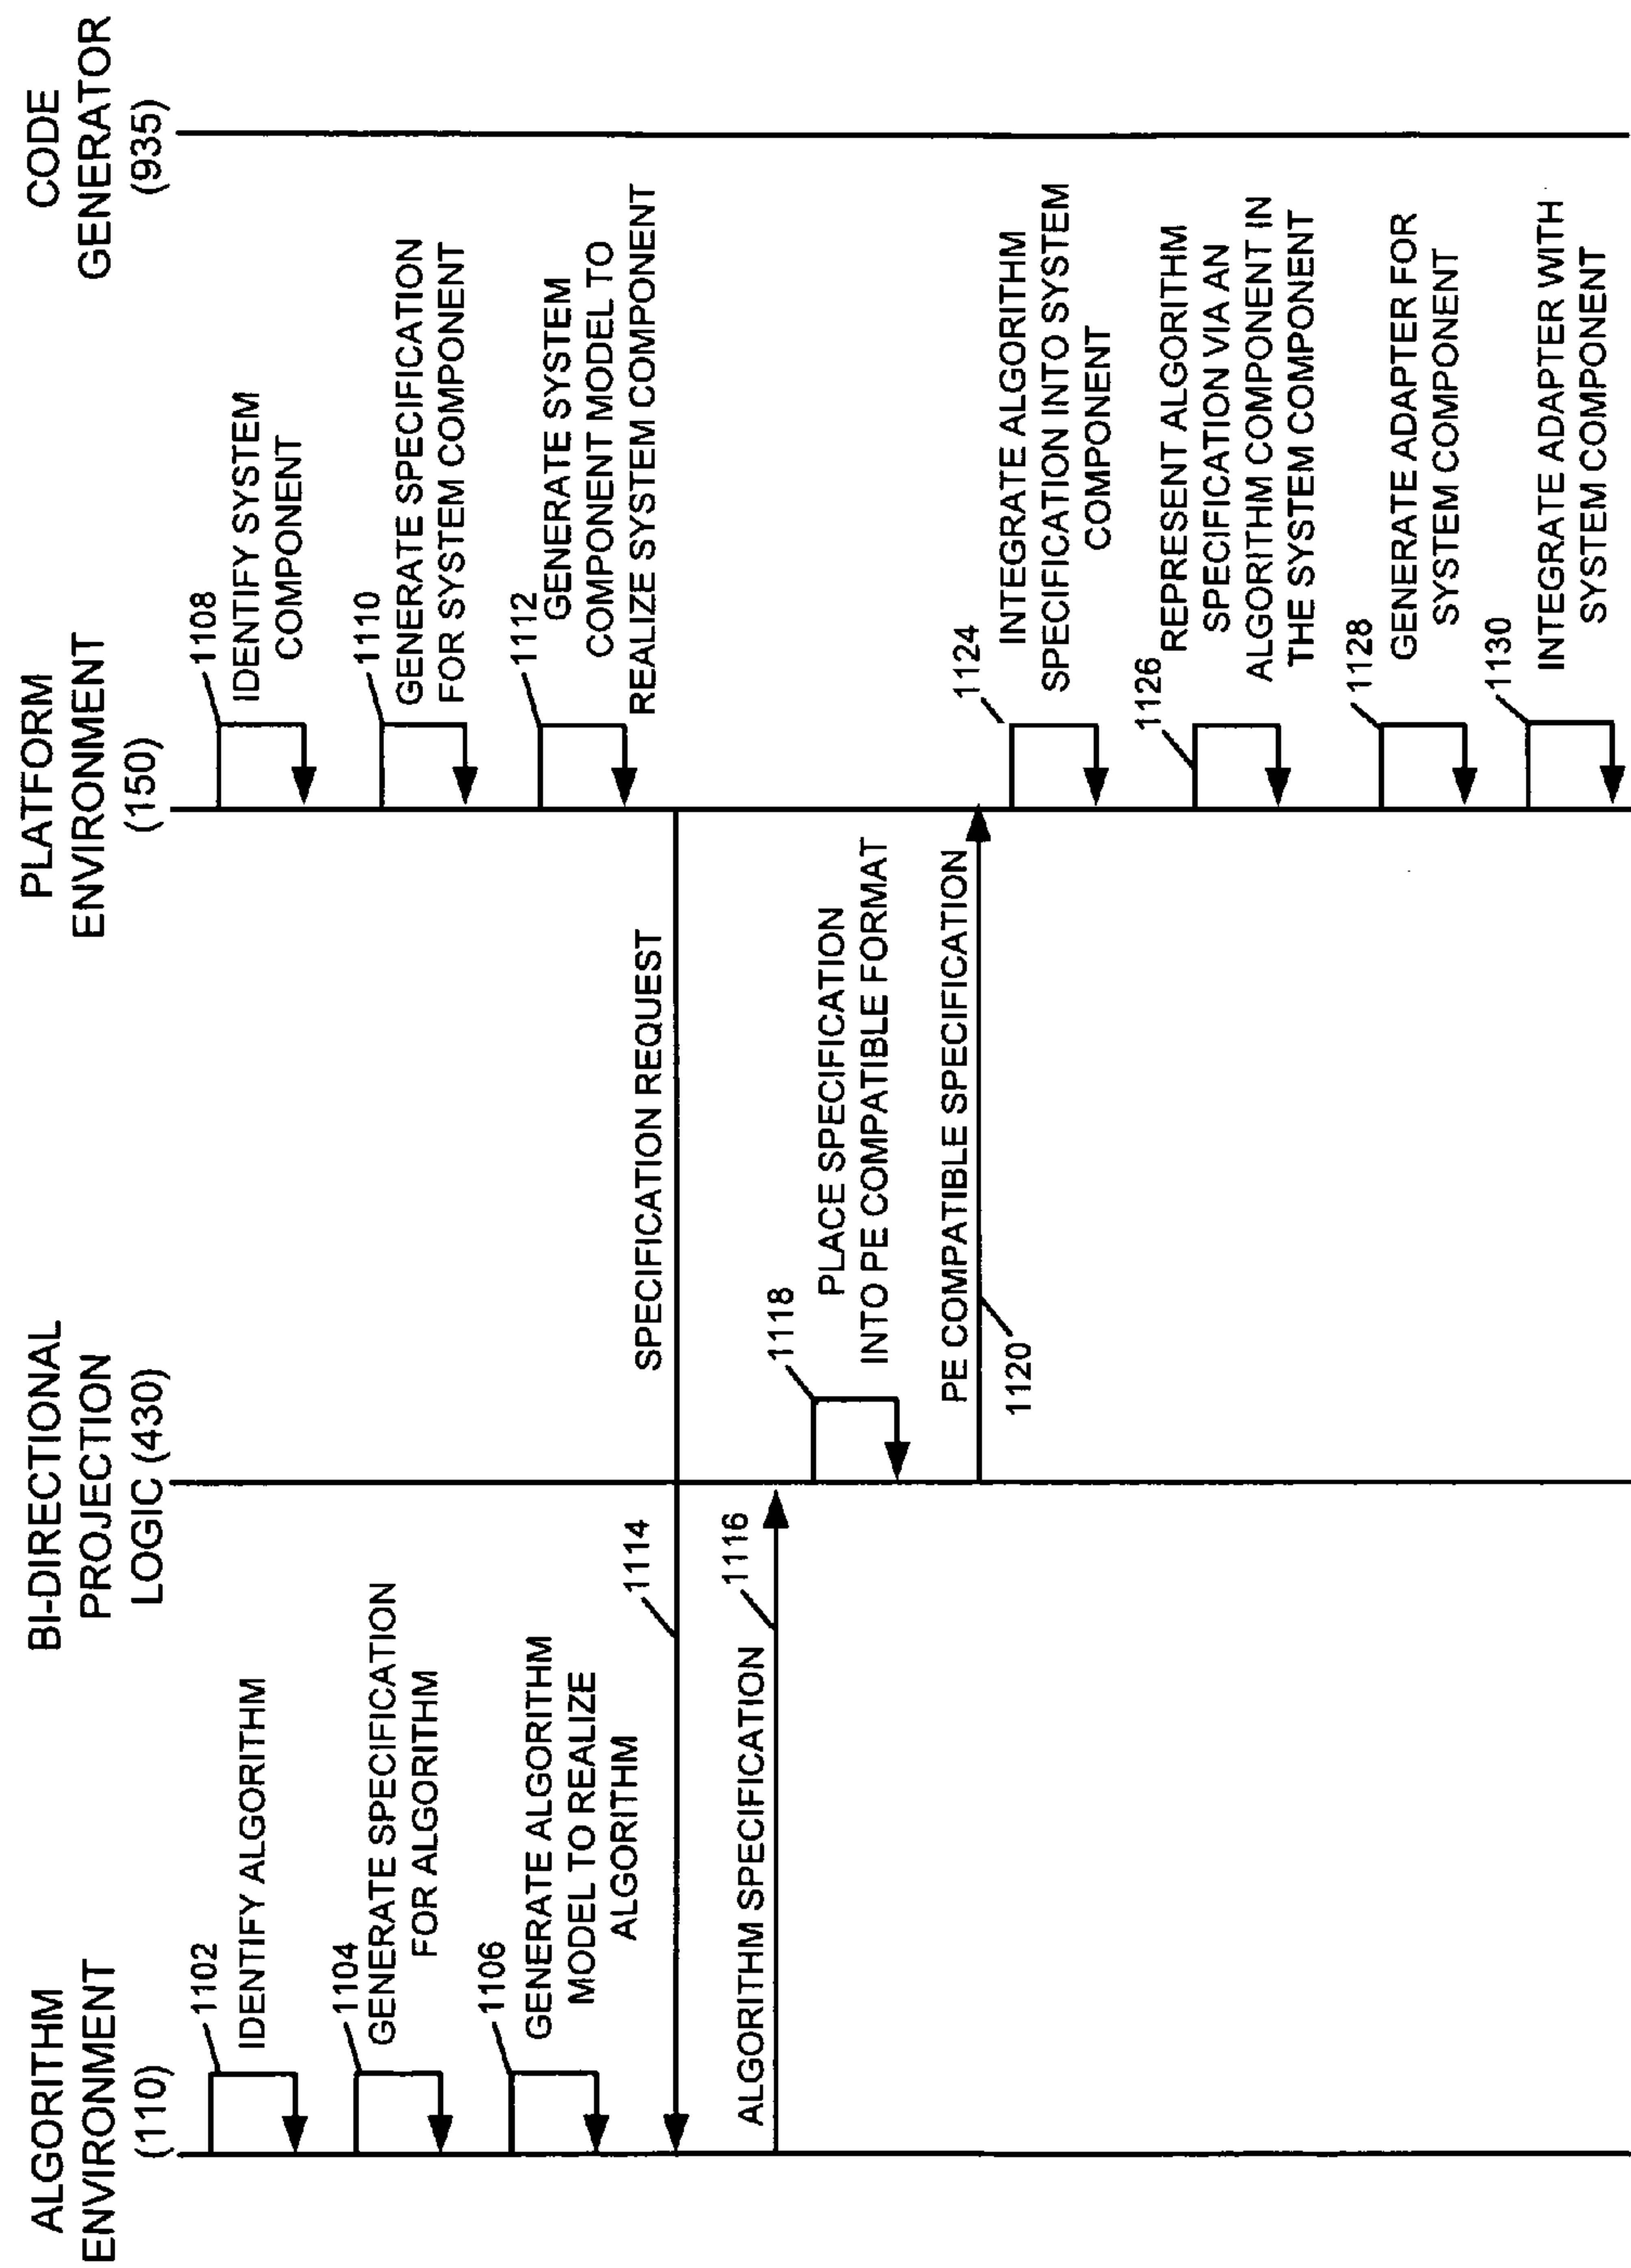 ALGORITHM
ENVIRONMENT
(110)
BI-DIRECTIONAL
PROJECTION
LOGIC (430)
PLATFORM
ENVIRONMENT
(150)
CODE
GENERATOR
(935)
1102
IDENTIFY ALGORITHM
1104
GENERATE SPECIFICATION
FOR ALGORITHM
1106
GENERATE ALGORITHM
MODEL TO REALIZE
ALGORITHM
1108
IDENTIFY SYSTEM
COMPONENT
1110
GENERATE SPECIFICATION
FOR SYSTEM COMPONENT
1112
GENERATE SYSTEM
COMPONENT MODEL TO
REALIZE SYSTEM COMPONENT
SPECIFICATION REQUEST
1114
ALGORITHM SPECIFICATION
1116
1118
PLACE SPECIFICATION
INTO PE COMPATIBLE FORMAT
PE COMPATIBLE SPECIFICATION
1120
1124
INTEGRATE ALGORITHM
SPECIFICATION INTO SYSTEM
COMPONENT
1126
REPRESENT ALGORITHM
SPECIFICATION VIA AN
ALGORITHM COMPONENT IN
THE SYSTEM COMPONENT
1128
GENERATE ADAPTER FOR
SYSTEM COMPONENT
1130
INTEGRATE ADAPTER WITH
SYSTEM COMPONENT